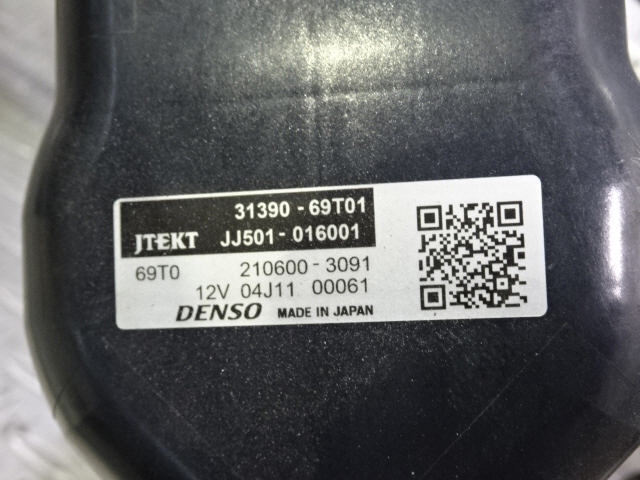 31390-69T01
JTEKT JJ501-016001
69T0 210600-3091
12V 04J11 00061
DENSO MADE IN JAPAN